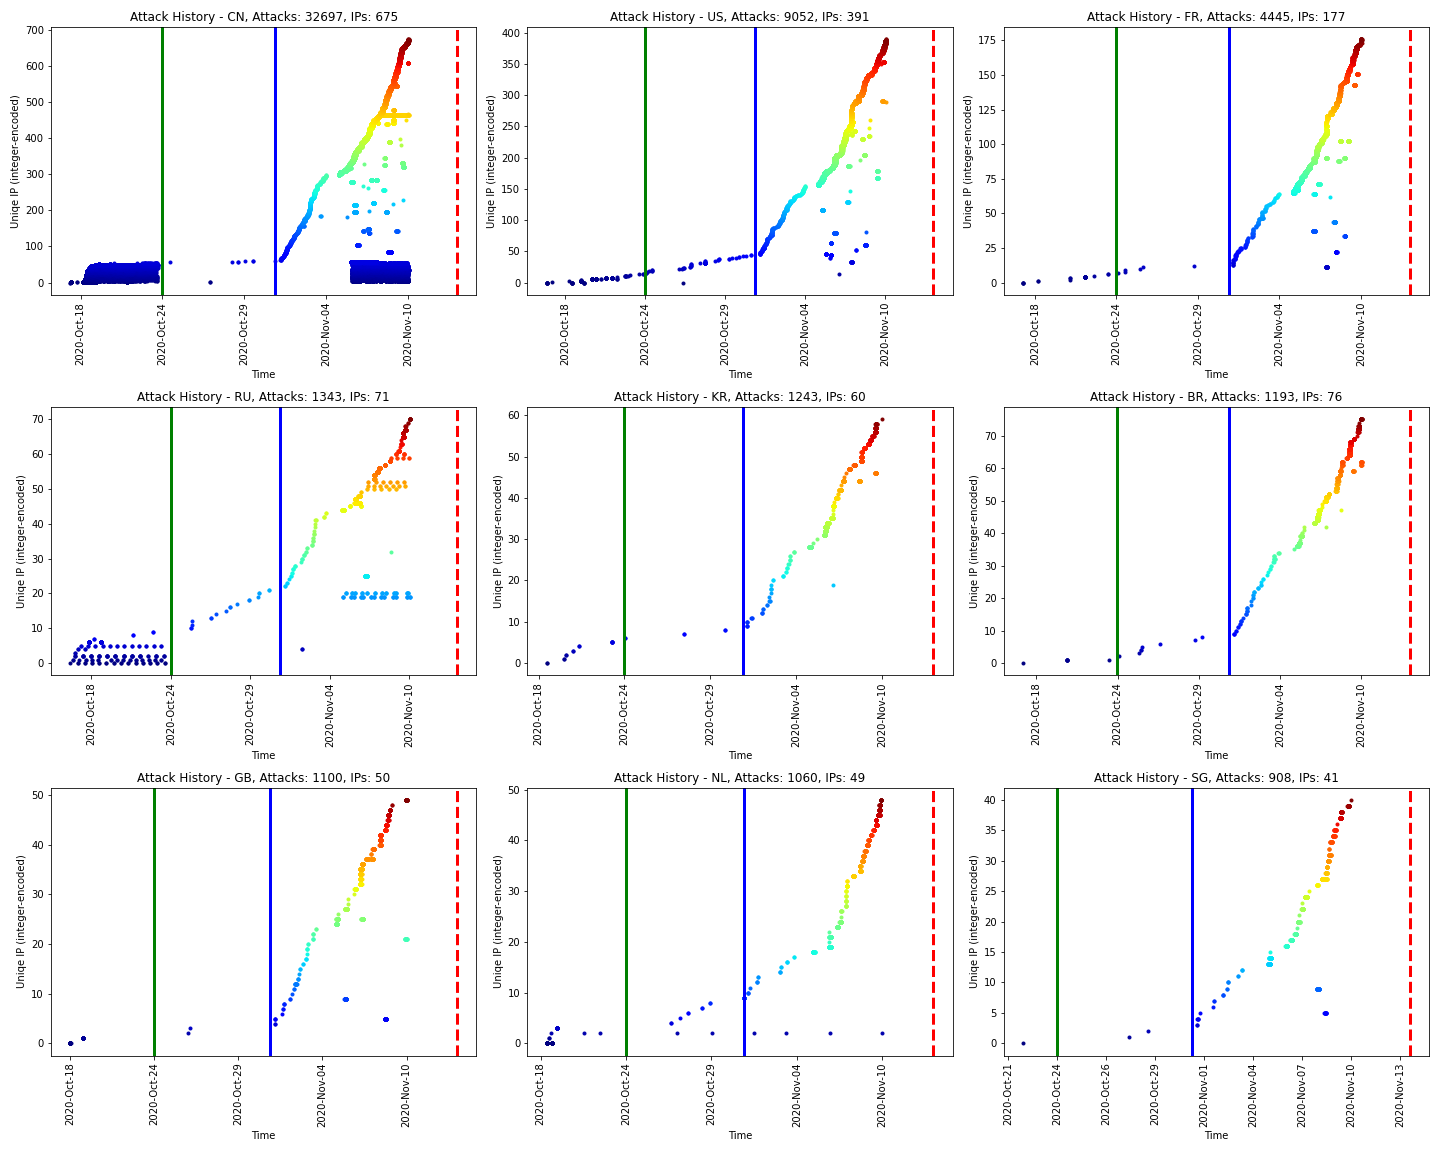 Attack History - CN, Attacks: 32697, IPs: 675
Uniqe IP (integer-encoded)
700
600
500
400
300
200
100
0
2020-Oct-18
2020-Oct-24
2020-Oct-29
2020-Nov-04
2020-Nov-10
Time
Attack History - US, Attacks: 9052, IPs: 391
Uniqe IP (integer-encoded)
400
350
300
250
200
150
100
50
0
2020-Oct-18
2020-Oct-24
2020-Oct-29
2020-Nov-04
2020-Nov-10
Time
Attack History - FR, Attacks: 4445, IPs: 177
Uniqe IP (integer-encoded)
175
150
125
100
75
50
25
0
2020-Oct-18
2020-Oct-24
2020-Oct-29
2020-Nov-04
2020-Nov-10
Time
Attack History - RU, Attacks: 1343, IPs: 71
Uniqe IP (integer-encoded)
70
60
50
40
30
20
10
0
2020-Oct-18
2020-Oct-24
2020-Oct-29
2020-Nov-04
2020-Nov-10
Time
Attack History - KR, Attacks: 1243, IPs: 60
Uniqe IP (integer-encoded)
60
50
40
30
20
10
0
2020-Oct-18
2020-Oct-24
2020-Oct-29
2020-Nov-04
2020-Nov-10
Time
Attack History - BR, Attacks: 1193, IPs: 76
Uniqe IP (integer-encoded)
70
60
50
40
30
20
10
0
2020-Oct-18
2020-Oct-24
2020-Oct-29
2020-Nov-04
2020-Nov-10
Time
Attack History - GB, Attacks: 1100, IPs: 50
Uniqe IP (integer-encoded)
50
40
30
20
10
0
2020-Oct-18
2020-Oct-24
2020-Oct-29
2020-Nov-04
2020-Nov-10
Time
Attack History - NL, Attacks: 1060, IPs: 49
Uniqe IP (integer-encoded)
50
40
30
20
10
0
2020-Oct-18
2020-Oct-24
2020-Oct-29
2020-Nov-04
2020-Nov-10
Time
Attack History - SG, Attacks: 908, IPs: 41
Uniqe IP (integer-encoded)
40
35
30
25
20
15
10
5
0
2020-Oct-21
2020-Oct-24
2020-Oct-26
2020-Oct-29
2020-Nov-01
2020-Nov-04
2020-Nov-07
2020-Nov-10
2020-Nov-13
Time